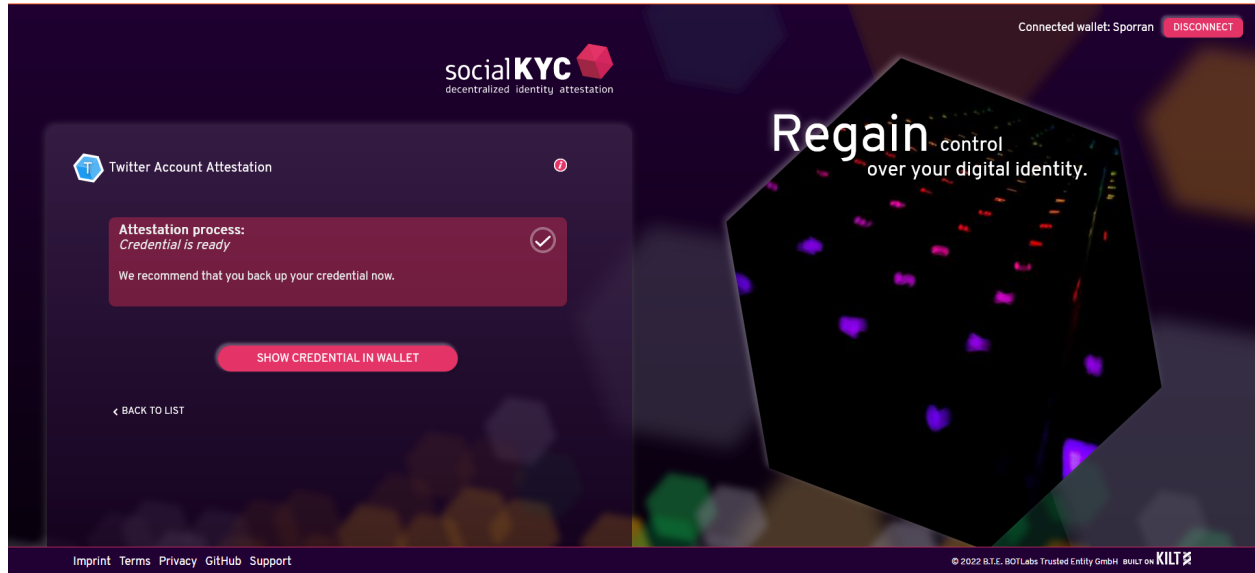 Connected wallet: Sporran DISCONNECT
socialKYC
decentralized identity attestation
Regain control
over your digital identity.
T Twitter Account Attestation i
Attestation process:
Credential is ready
We recommend that you back up your credential now.
SHOW CREDENTIAL IN WALLET
< BACK TO LIST
Imprint Terms Privacy GitHub Support
© 2022 B.T.E. BOTLabs Trusted Entity GmbH BUILT ON KILT